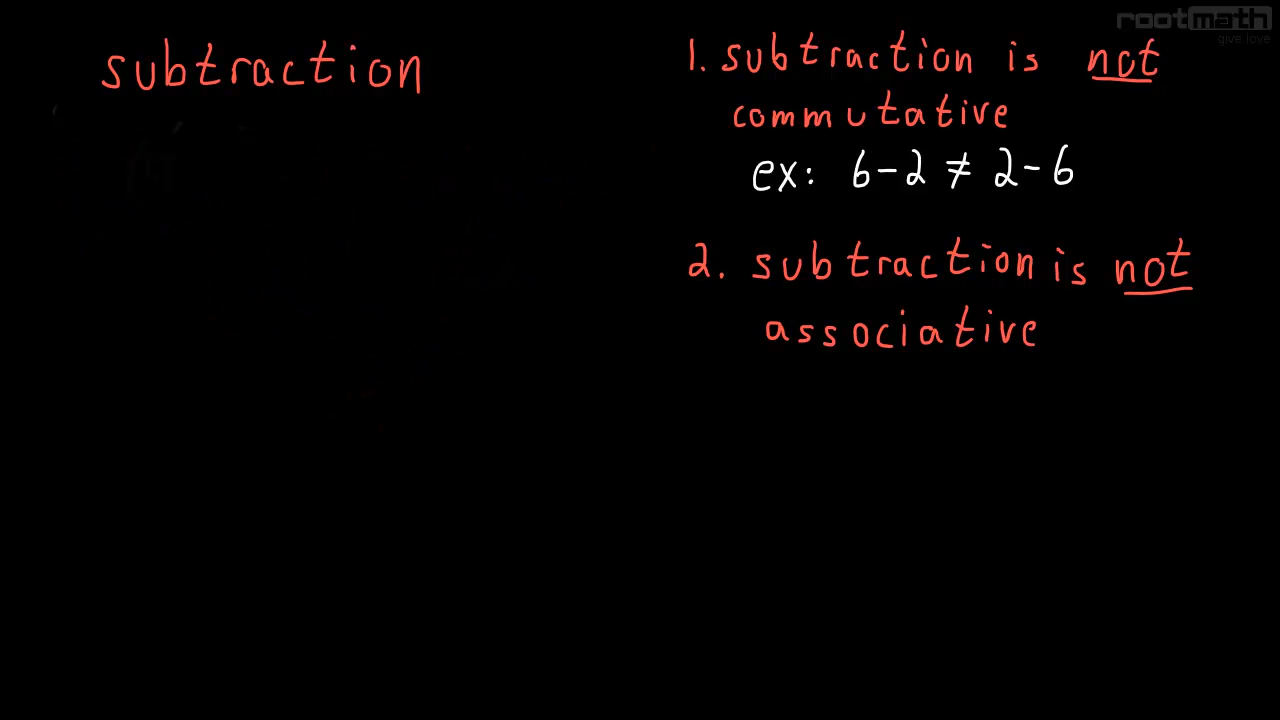 rootmath
give love
subtraction
1. subtraction is not
commutative
ex: 6-2 ≠ 2-6
2. subtraction is not
associative